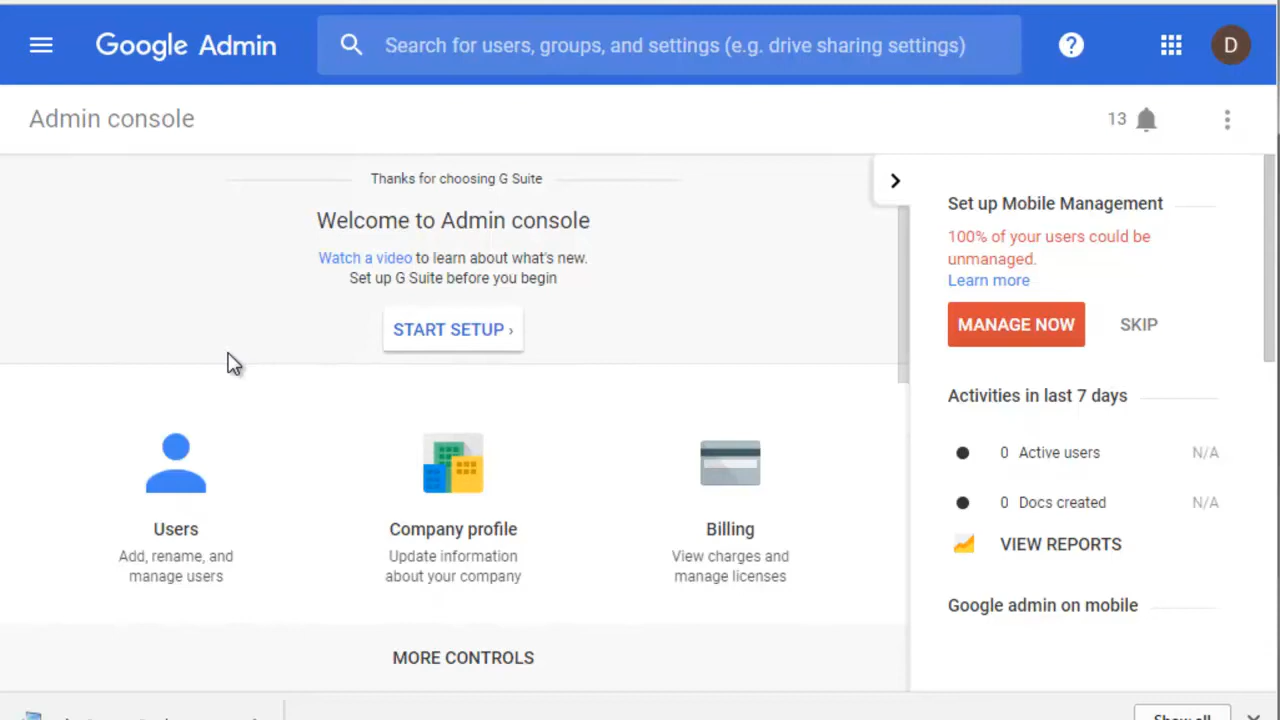 Google Admin
Search for users, groups, and settings (e.g. drive sharing settings)
D
Admin console
13
Thanks for choosing G Suite
Welcome to Admin console
Watch a video to learn about what's new.
Set up G Suite before you begin
START SETUP ›
Users
Add, rename, and
manage users
Company profile
Update information
about your company
Billing
View charges and
manage licenses
MORE CONTROLS
Set up Mobile Management
100% of your users could be
unmanaged.
Learn more
MANAGE NOW
SKIP
Activities in last 7 days
0 Active users N/A
0 Docs created N/A
VIEW REPORTS
Google admin on mobile
Show all